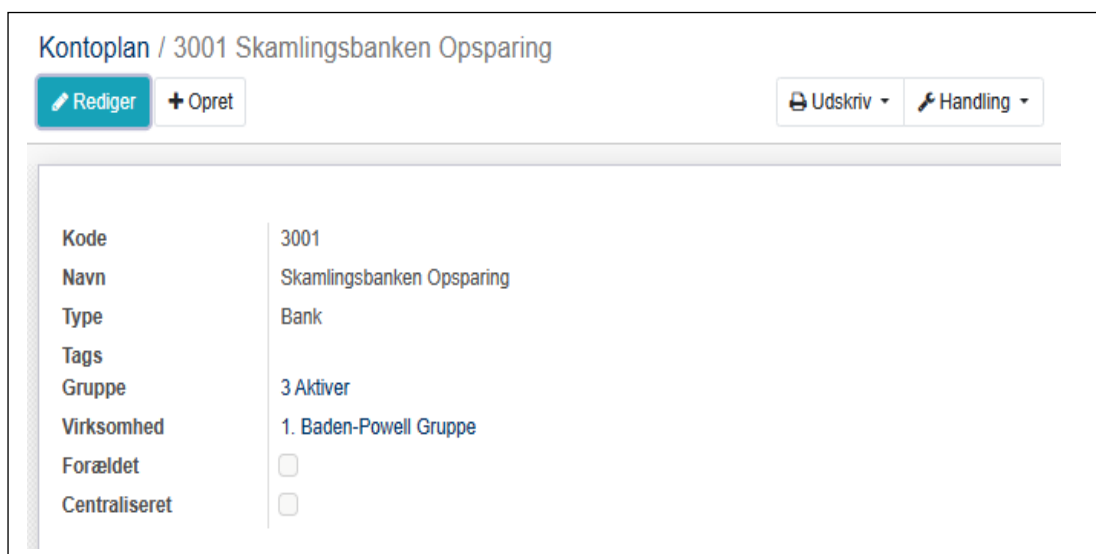 Kontoplan / 3001 Skamlingsbanken Opsparing
Rediger + Opret Udskriv Handling
Kode 3001
Navn Skamlingsbanken Opsparing
Type Bank
Tags
Gruppe 3 Aktiver
Virksomhed 1. Baden-Powell Gruppe
Forældet
Centraliseret